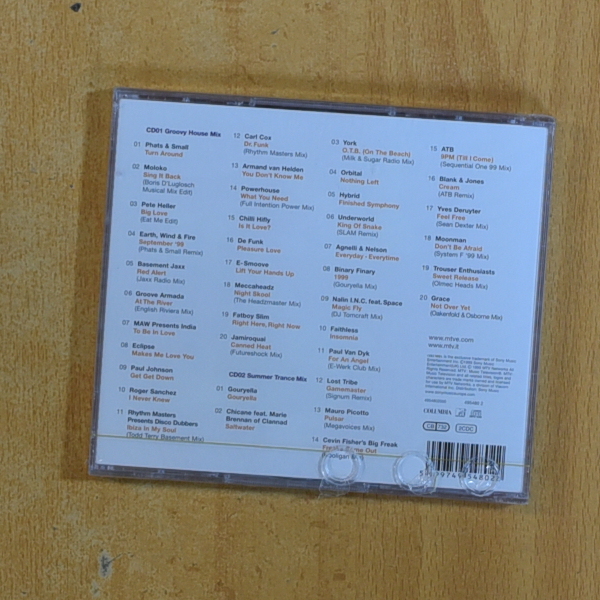 CD01 Groovy House Mix
01 Phats & Small
Turn Around
02 Moloko
Sing It Back
(Boris D'Luglosch
Musical Mix Edit)
03 Pete Heller
Big Love
(Eat Me Edit)
04 Earth, Wind & Fire
September '99
(Phats & Small Remix)
05 Basement Jaxx
Red Alert
(Jaxx Radio Mix)
06 Groove Armada
At The River
(English Riviera Mix)
07 MAW Presents India
To Be In Love
08 Eclipse
Makes Me Love You
09 Paul Johnson
Get Get Down
10 Roger Sanchez
I Never Knew
11 Rhythm Masters
Presents Disco Dubbers
Ibiza In My Soul
(Todd Terry Basement Mix)
12 Carl Cox
Dr.Funk
(Rhythm Masters Mix)
13 Armand van Helden
You Don't Know Me
14 Powerhouse
What You Need
(Full Intention Power Mix)
15 Chilli Hifly
Is It Love?
16 De Funk
Pleasure Love
17 E-Smoove
Lift Your Hands Up
18 Meccaheadz
Night Skool
(The Headzmaster Mix)
19 Fatboy Slim
Right Here, Right Now
20 Jamiroquai
Canned Heat
(Futureshock Mix)
CD02 Summer Trance Mix
01 Gouryella
Gouryella
02 Chicane feat. Marie
Brennan of Clannad
Saltwater
03 York
O.T.B. (On The Beach)
(Milk & Sugar Radio Mix)
04 Orbital
Nothing Left
05 Hybrid
Finished Symphony
06 Underworld
King Of Snake
(SLAM Remix)
07 Agnelli & Nelson
Everyday - Everytime
08 Binary Finary
1999
(Gouryella Mix)
09 Nalin I.N.C. feat. Space
Magic Fly
(DJ Tomcraft Mix)
10 Faithless
Insomnia
11 Paul Van Dyk
For An Angel
(E-Werk Club Mix)
12 Lost Tribe
Gamemaster
(Signum Remix)
13 Mauro Picotto
Pulsar
(Megavoices Mix)
14 Cevin Fisher's Big Freak
15 ATB
9PM (Till I Come)
(Sequential One 99 Mix)
16 Blank & Jones
Cream
(ATB Remix)
17 Yves Deruyter
Feel Free
(Sean Dexter Mix)
18 Moonman
Don't Be Afraid
(System F '99 Mix)
19 Trouser Enthusiasts
Sweet Release
(Olmec Heads Mix)
20 Grace
Not Over Yet
(Oakenfold & Osborne Mix)
www.mtve.com
www.mtv.it
COLUMBIA
2CDC